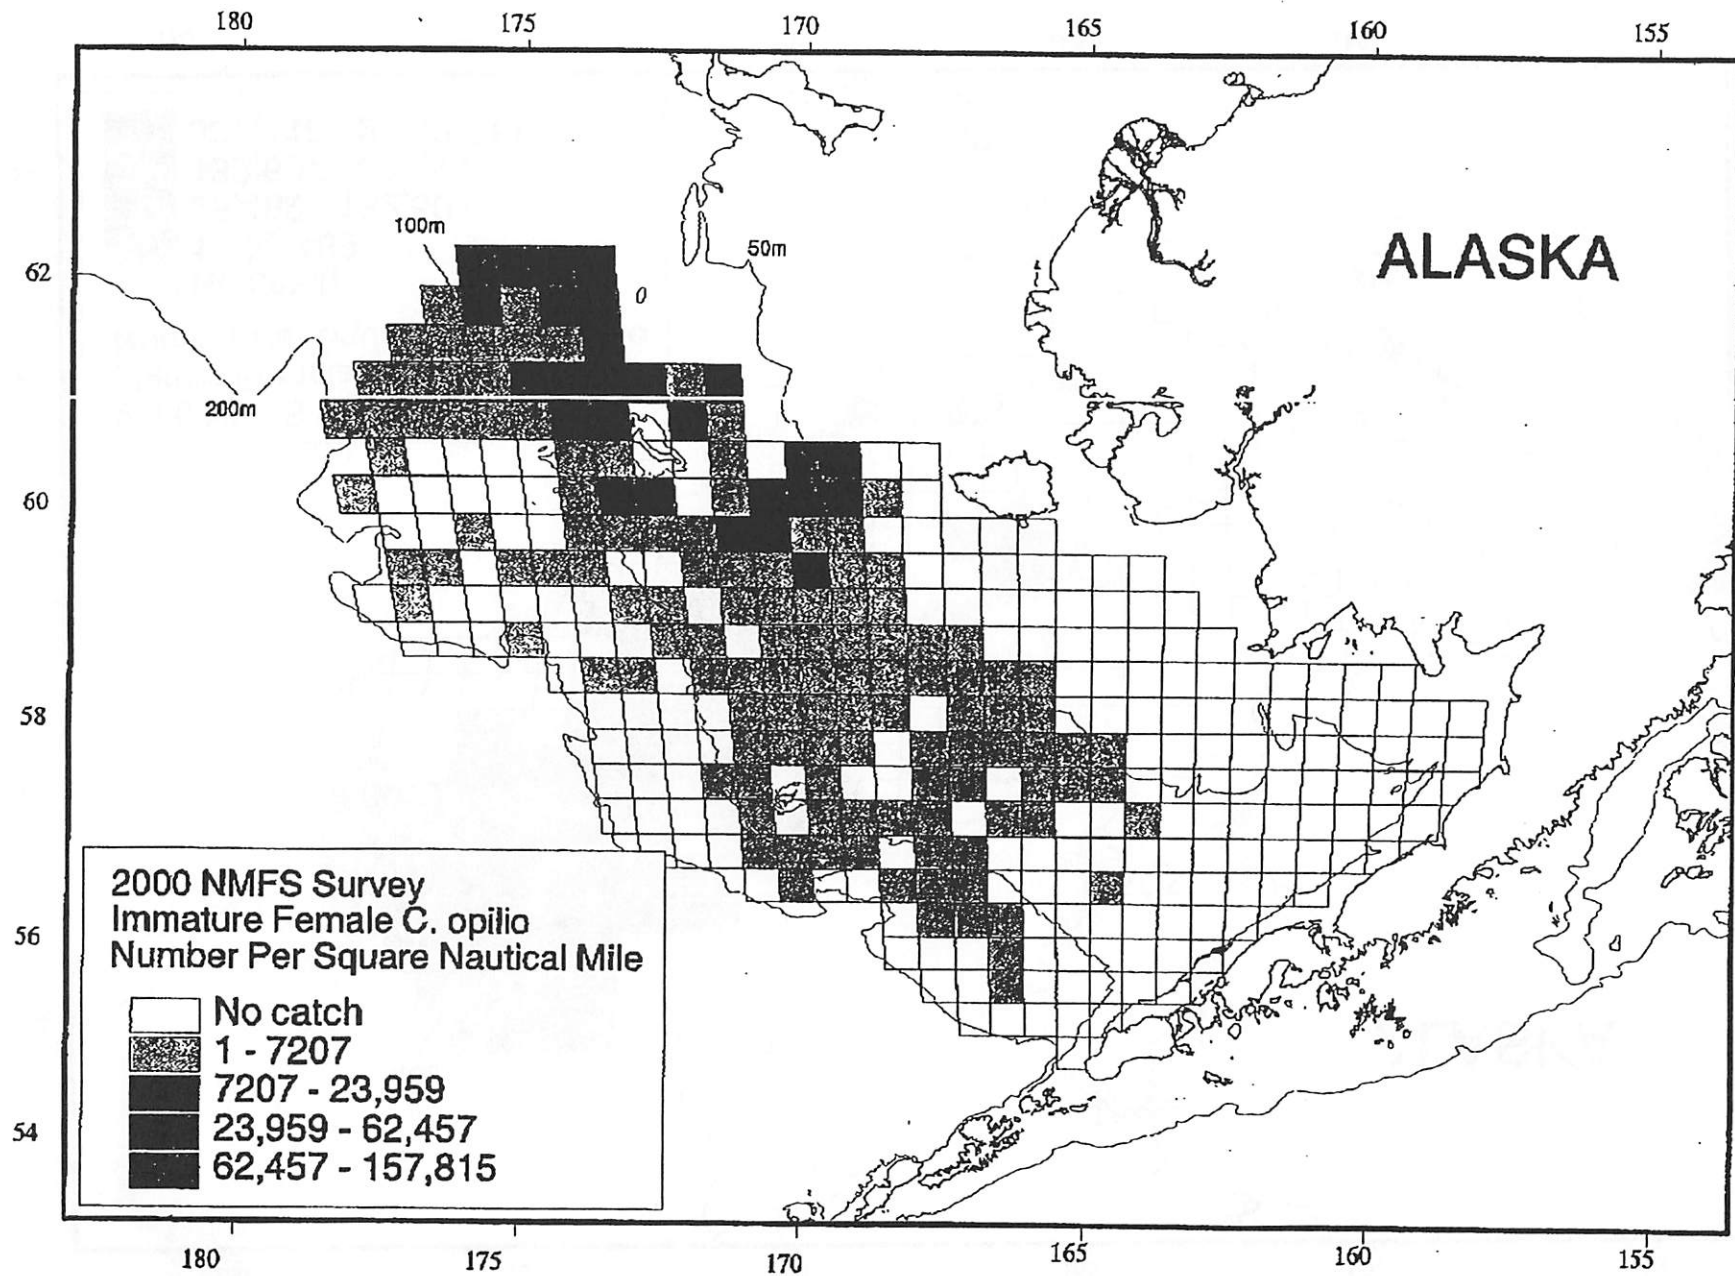 180 175 170 165 160 155
100m
50m
62
ALASKA
200m
60
58
2000 NMFS Survey
Immature Female C. opilio
Number Per Square Nautical Mile
56
No catch
1 - 7207
7207 - 23,959
23,959 - 62,457
54
62,457 - 157,815
180 175 170 165 160 155